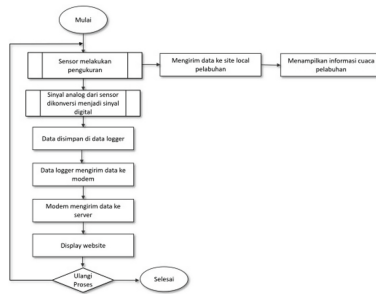 Mulai
Sensor melakukan
pengukuran
Mengirim data ke site local
pelabuhan
Menampilkan informasi cuaca
pelabuhan
Sinyal analog dari sensor
dikonversi menjadi sinyal
digital
Data disimpan di data logger
Data logger mengirim data ke
modem
Modem mengirim data ke
server
Display website
Ulangi
Proses
Selesai